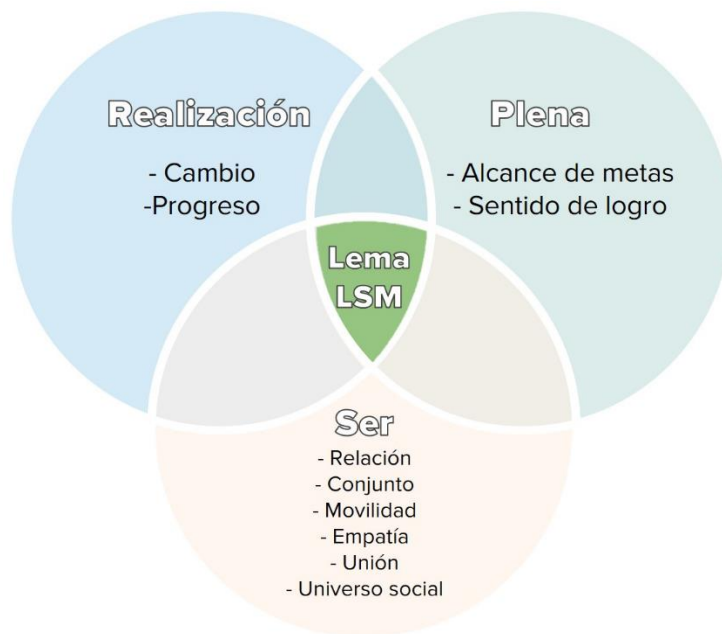 Realización
- Cambio
-Progreso
Plena
- Alcance de metas
- Sentido de logro
Lema
LSM
Ser
- Relación
- Conjunto
- Movilidad
- Empatía
- Unión
- Universo social